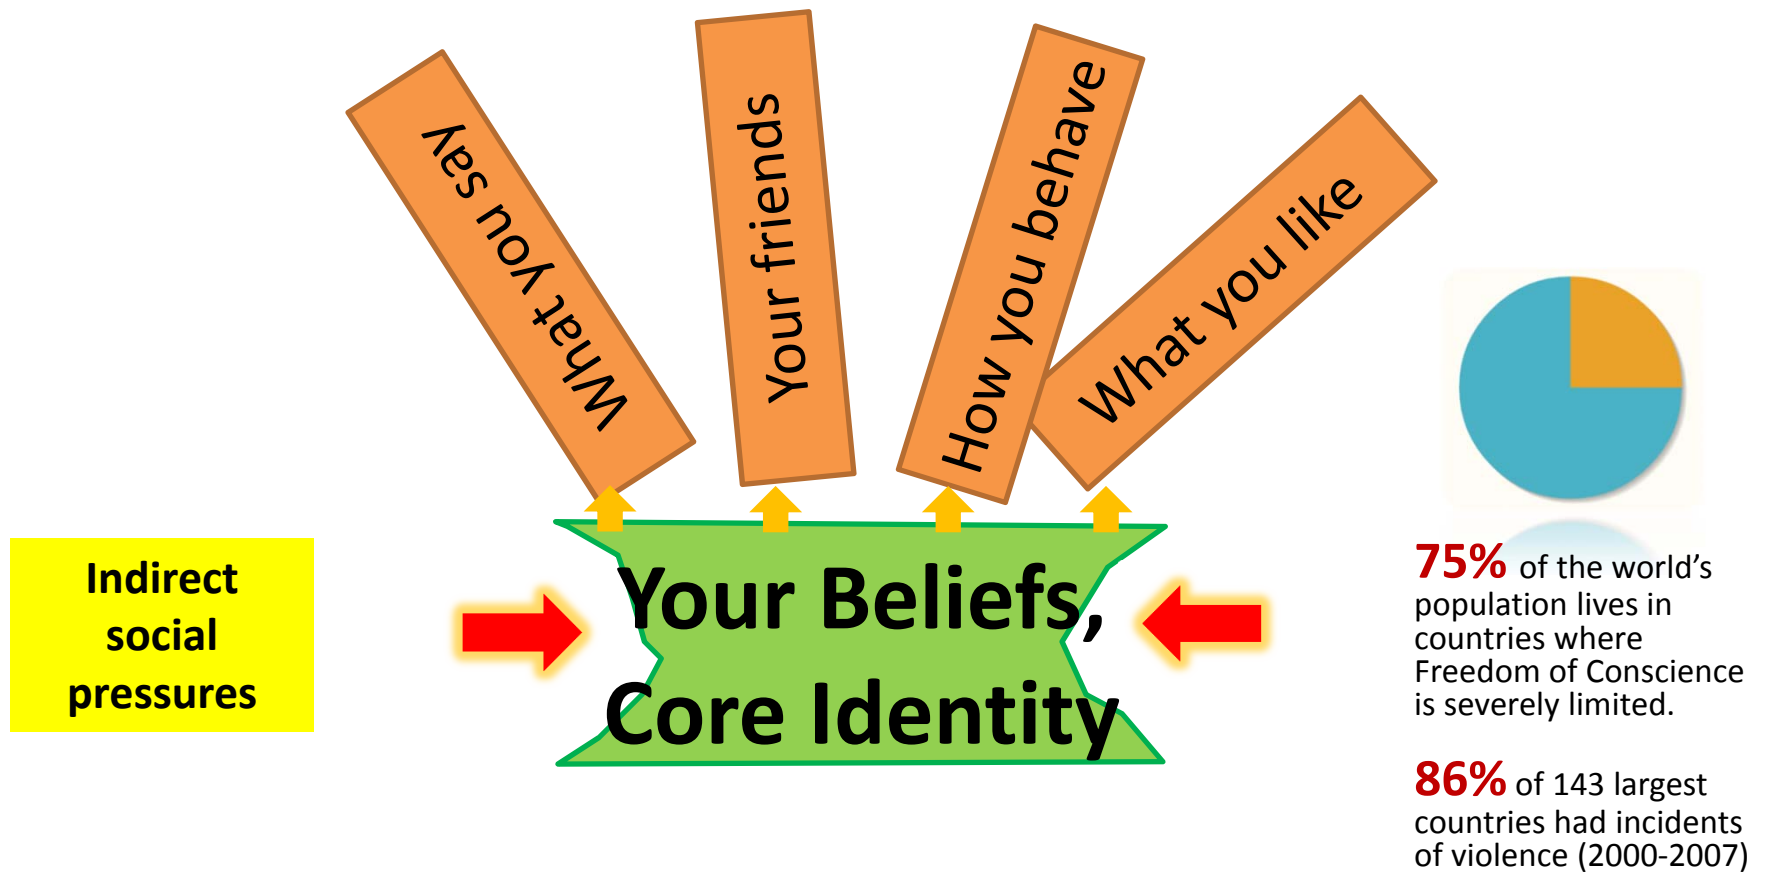 What you say
Your friends
How you behave
What you like
Indirect
social
pressures
Your Beliefs,
Core Identity
75% of the world’s
population lives in
countries where
Freedom of Conscience
is severely limited.
86% of 143 largest
countries had incidents
of violence (2000-2007)